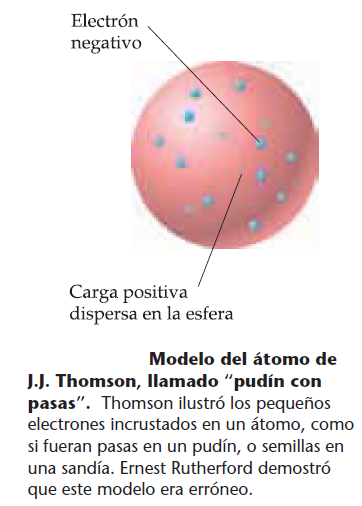 Electrón
negativo
Carga positiva
dispersa en la esfera
Modelo del átomo de
J.J. Thomson, llamado “pudín con
pasas”. Thomson ilustró los pequeños
electrones incrustados en un átomo, como
si fueran pasas en un pudín, o semillas en
una sandía. Ernest Rutherford demostró
que este modelo era erróneo.